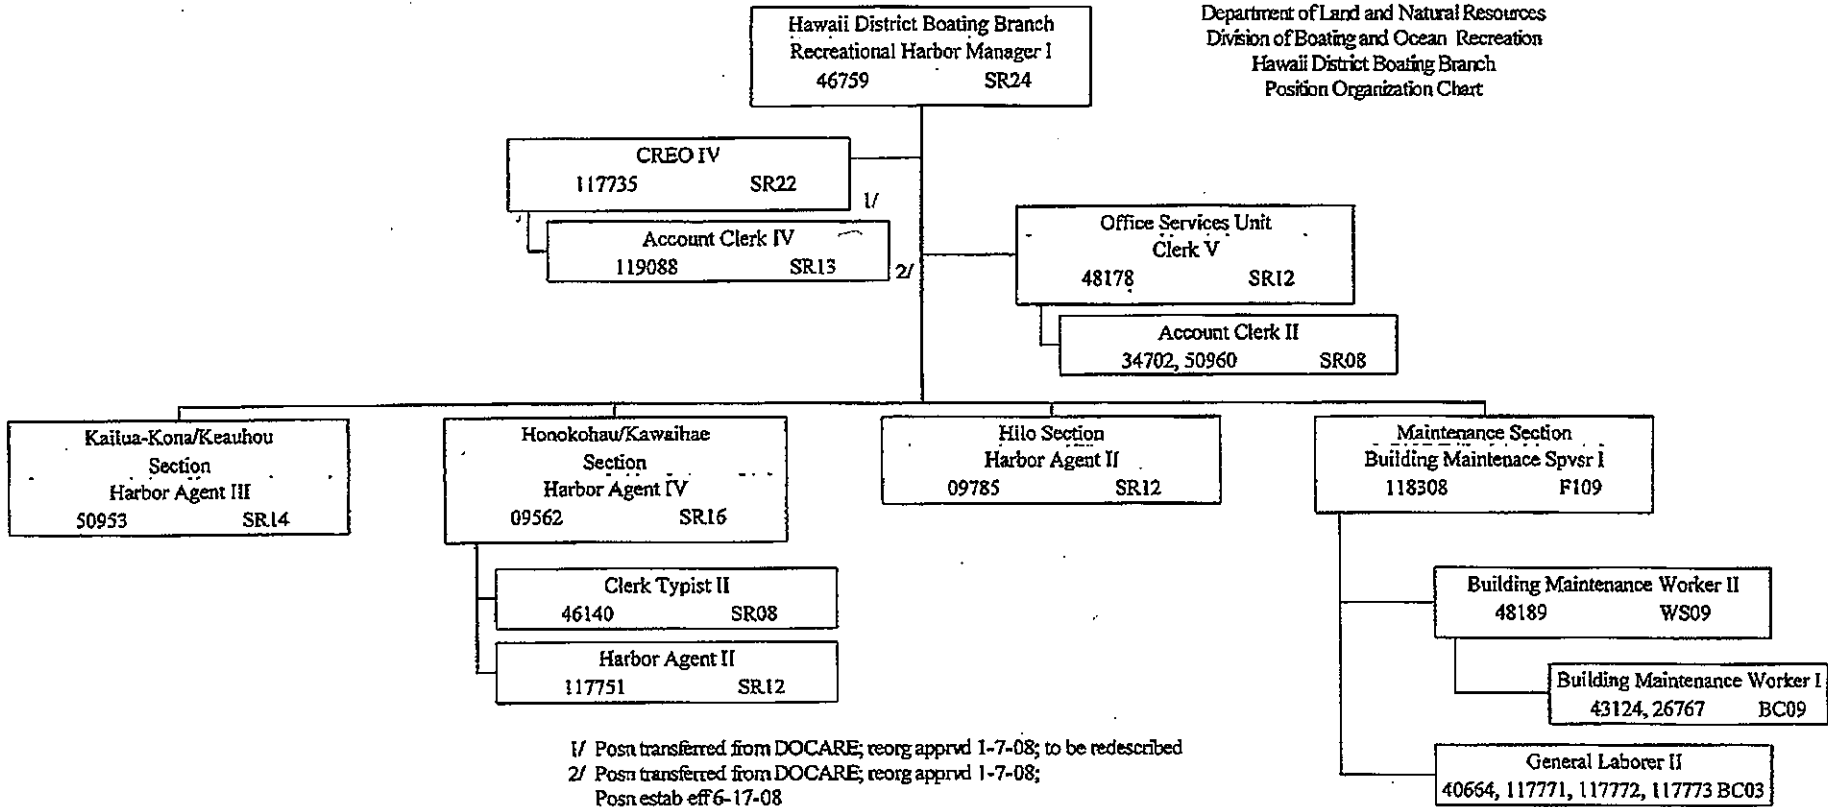 Department of Land and Natural Resources
Division of Boating and Ocean Recreation
Hawaii District Boating Branch
Position Organization Chart
Hawaii District Boating Branch
Recreational Harbor Manager I
46759 SR24
CREO IV
117735 SR22
1/
Account Clerk IV
119088 SR13
2/
Office Services Unit
Clerk V
48178 SR12
Account Clerk II
34702, 50960 SR08
Kailua-Kona/Keauhou
Section
Harbor Agent III
50953 SR14
Honokohau/Kawaihae
Section
Harbor Agent IV
09562 SR16
Clerk Typist II
46140 SR08
Harbor Agent II
117751 SR12
Hilo Section
Harbor Agent II
09785 SR12
Maintenance Section
Building Maintenace Spvsr I
118308 F109
Building Maintenance Worker II
48189 WS09
Building Maintenance Worker I
43124, 26767 BC09
General Laborer II
40664, 117771, 117772, 117773 BC03
1/ Posn transferred from DOCARE; reorg apprvd 1-7-08; to be redescribed
2/ Posn transferred from DOCARE; reorg apprvd 1-7-08;
Posn estab eff 6-17-08